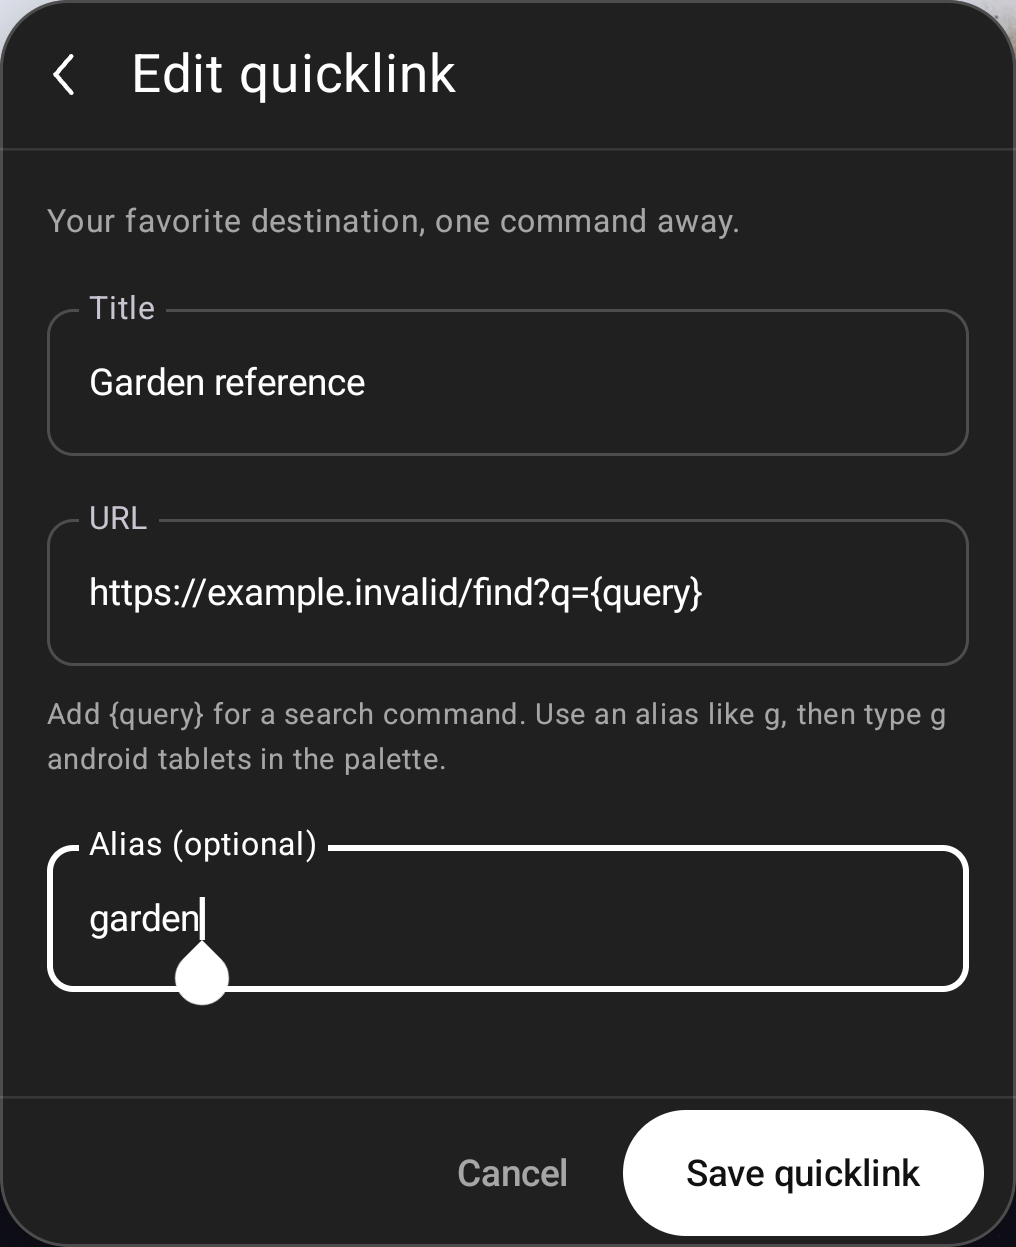 Edit quicklink
Your favorite destination, one command away.
Title
Garden reference
URL
https://example.invalid/find?q={query}
Add {query} for a search command. Use an alias like g, then type g
android tablets in the palette.
Alias (optional)
garden
Cancel
Save quicklink